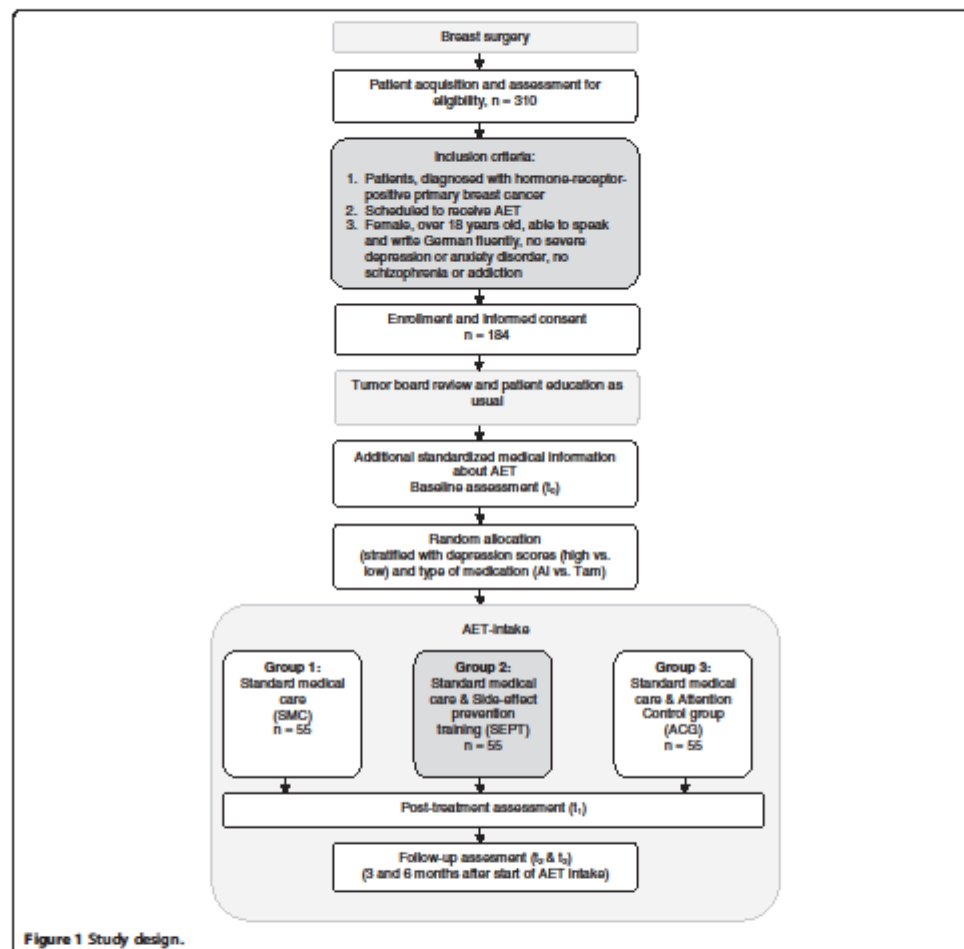 Breast surgery
Patient acquisition and assessment for
eligibility, n = 310
Inclusion criteria:
1. Patients, diagnosed with hormone-receptor-
positive primary breast cancer
2. Scheduled to receive AET
3. Female, over 18 years old, able to speak
and write German fluently, no severe
depression or anxiety disorder, no
schizophrenia or addiction
Enrollment and informed consent
n = 184
Tumor board review and patient education as
usual
Additional standardized medical information
about AET
Baseline assessment (t₀)
Random allocation
(stratified with depression scores (high vs.
low) and type of medication (AI vs. Tam)
AET-intake
Group 1:
Standard medical
care
(SMC)
n = 55
Group 2:
Standard medical
care & Side-effect
prevention
training (SEPT)
n = 55
Group 3:
Standard medical
care & Attention
Control group
(ACG)
n = 55
Post-treatment assessment (t₁)
Follow-up assesment (t₂ & t₃)
(3 and 6 months after start of AET intake)
Figure 1 Study design.